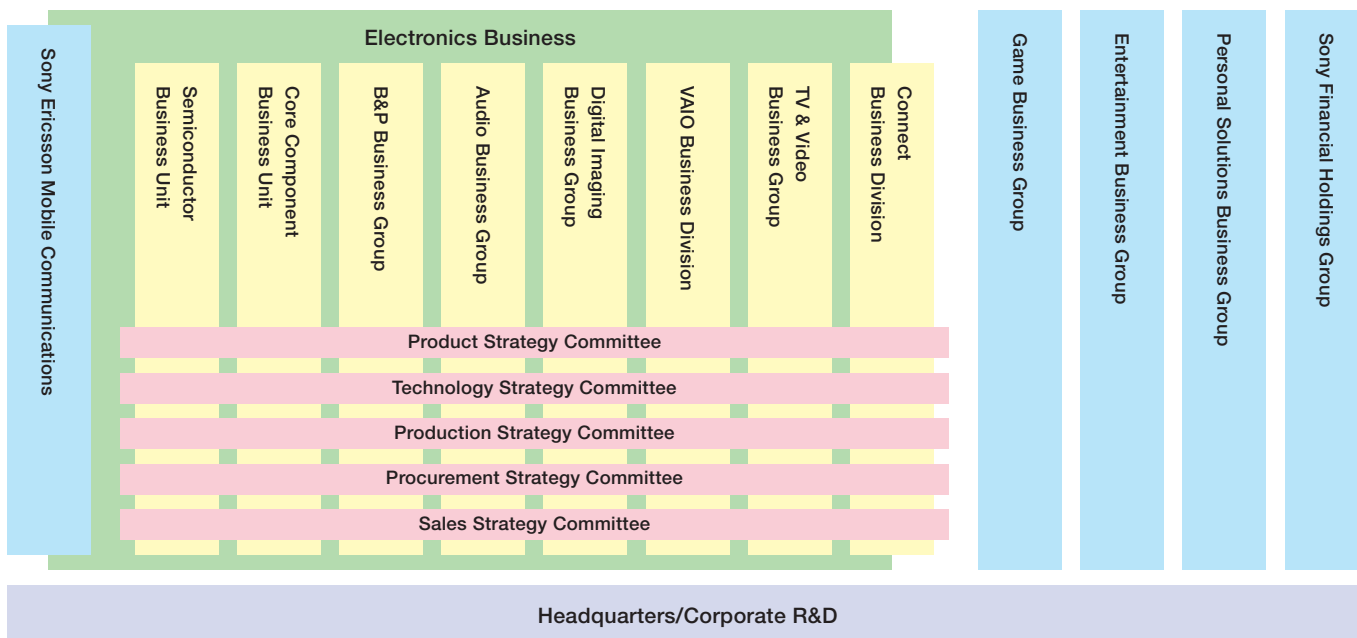 Electronics Business
Sony Ericsson Mobile Communications
Semiconductor
Business Unit
Core Component
Business Unit
B&P Business Group
Audio Business Group
Digital Imaging
Business Group
VAIO Business Division
TV & Video
Business Group
Connect
Business Division
Game Business Group
Entertainment Business Group
Personal Solutions Business Group
Sony Financial Holdings Group
Product Strategy Committee
Technology Strategy Committee
Production Strategy Committee
Procurement Strategy Committee
Sales Strategy Committee
Headquarters/Corporate R&D